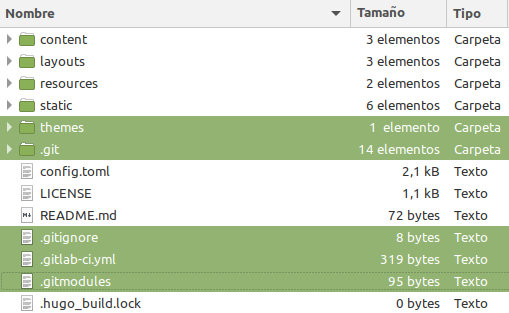 Nombre Tamaño Tipo
content 3 elementos Carpeta
layouts 3 elementos Carpeta
resources 2 elementos Carpeta
static 6 elementos Carpeta
themes 1 elemento Carpeta
.git 14 elementos Carpeta
config.toml 2,1 kB Texto
LICENSE 1,1 kB Texto
README.md 72 bytes Texto
.gitignore 8 bytes Texto
.gitlab-ci.yml 319 bytes Texto
.gitmodules 95 bytes Texto
.hugo_build.lock 0 bytes Texto